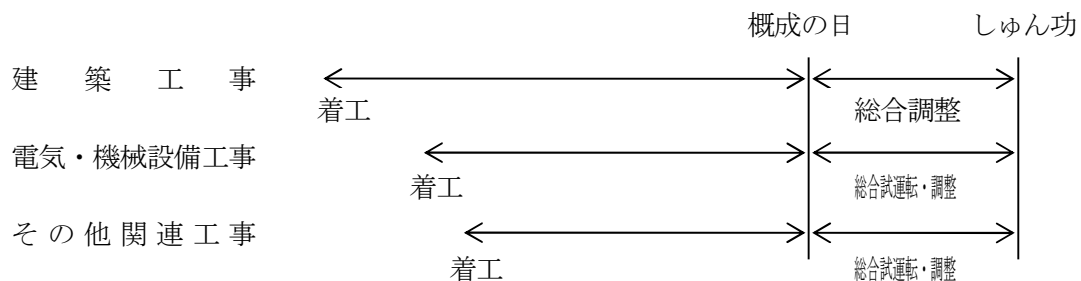 概成の日 しゅん功
建築工事
着工 総合調整
電気・機械設備工事
着工 総合試運転・調整
その他関連工事
着工 総合試運転・調整